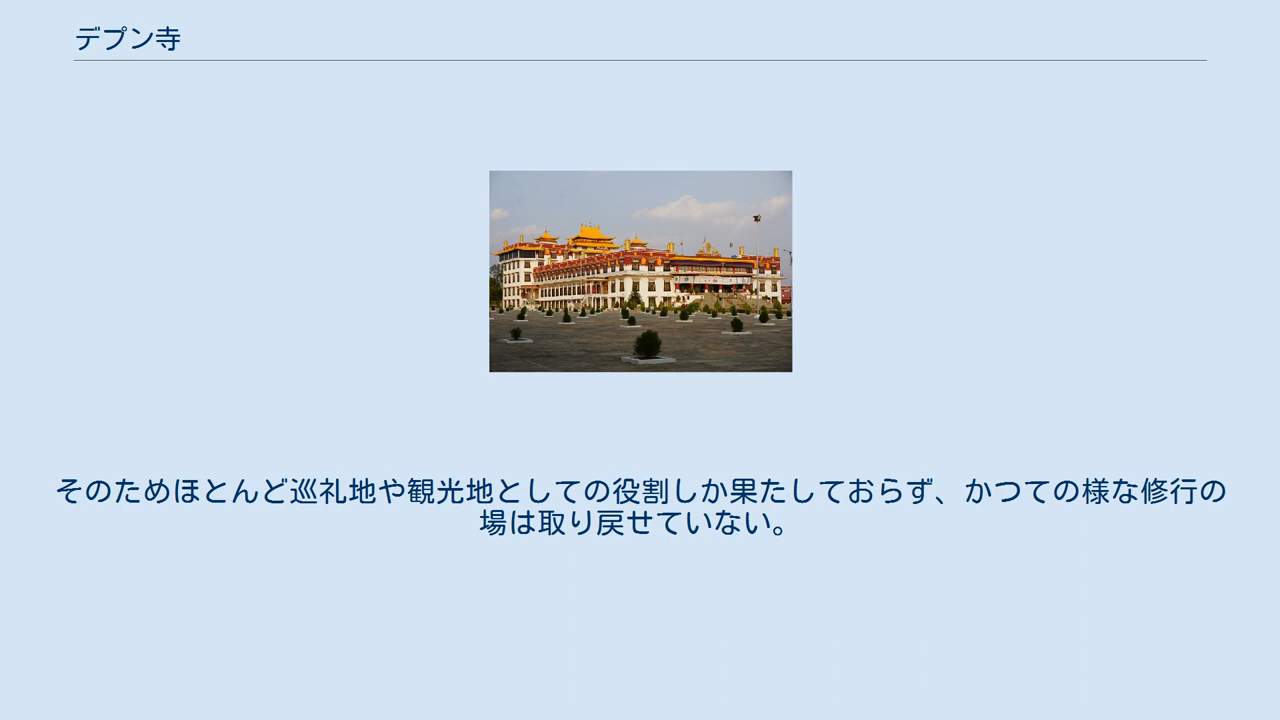 デプン寺
そのためほとんど巡礼地や観光地としての役割しか果たしておらず、かつての様な修行の
場は取り戻せていない。